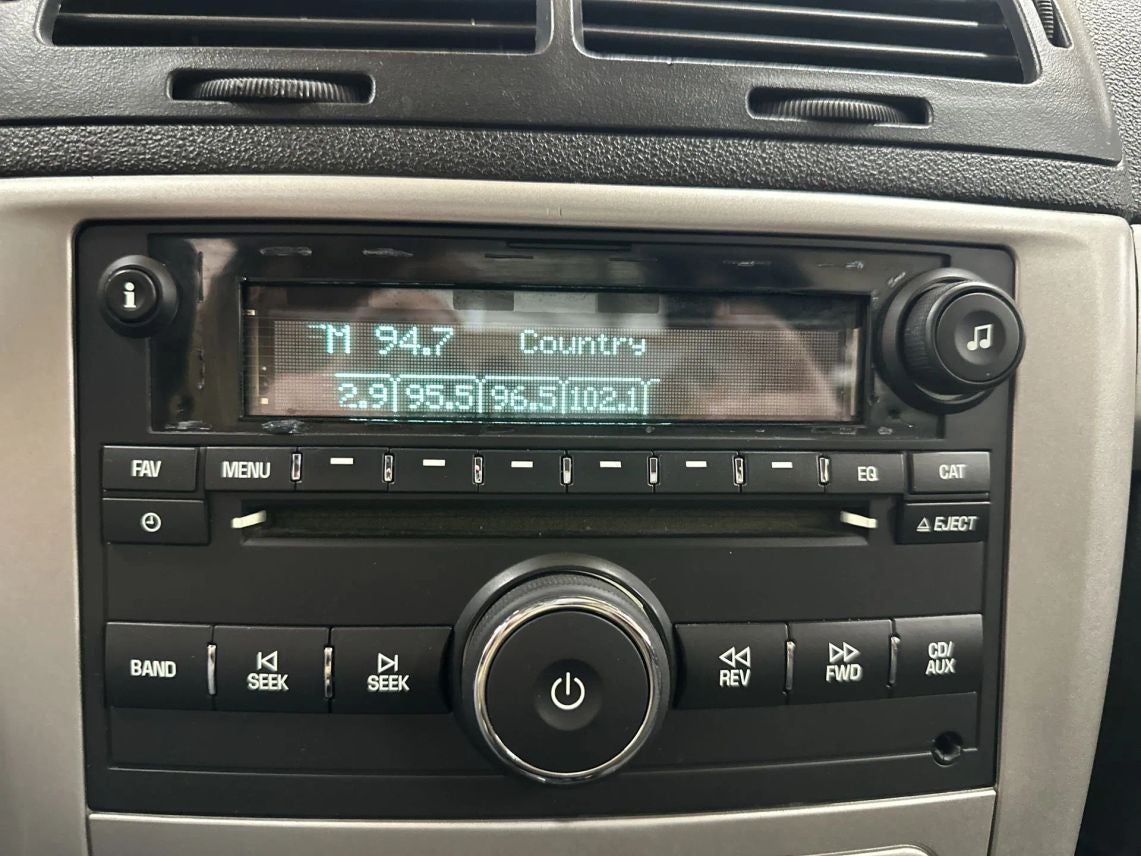 i
M 94.7 Country
2.9 95.5 96.5 102.1
FAV MENU EQ CAT
EJECT
BAND SEEK SEEK REV FWD CD/
AUX